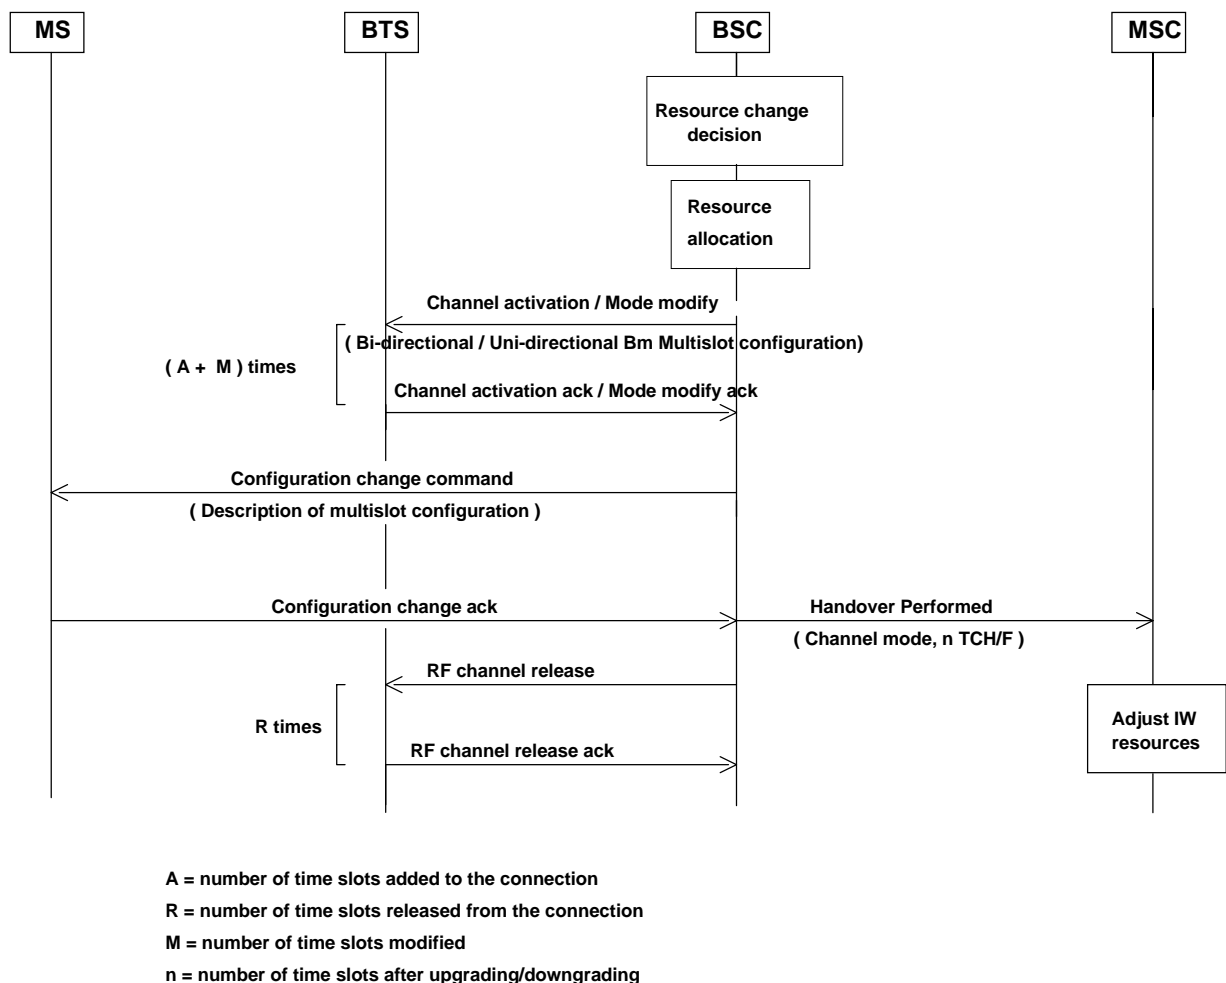 MS BTS BSC MSC
Resource change
decision
Resource
allocation
Channel activation / Mode modify
( Bi-directional / Uni-directional Bm Multislot configuration)
( A + M ) times
Channel activation ack / Mode modify ack
Configuration change command
( Description of multislot configuration )
Configuration change ack
Handover Performed
( Channel mode, n TCH/F )
RF channel release
R times
Adjust IW
resources
RF channel release ack
A = number of time slots added to the connection
R = number of time slots released from the connection
M = number of time slots modified
n = number of time slots after upgrading/downgrading